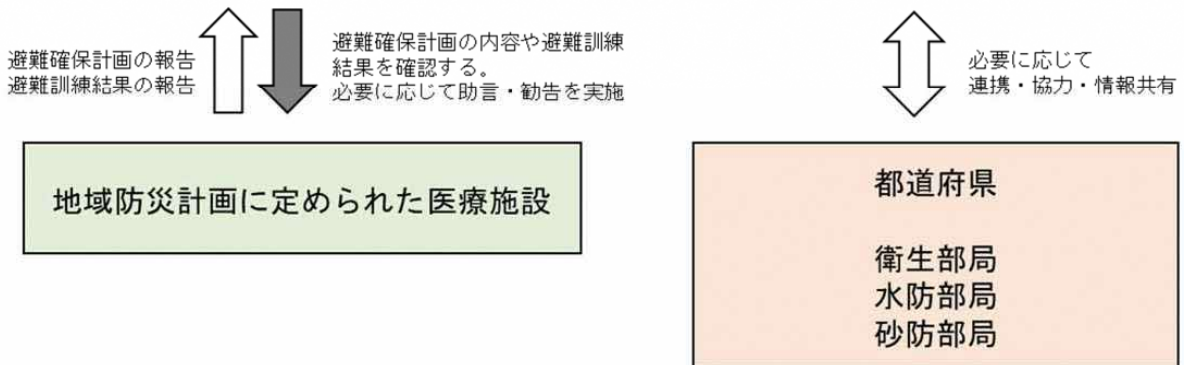 避難確保計画の報告
避難訓練結果の報告
避難確保計画の内容や避難訓練
結果を確認する。
必要に応じて助言・勧告を実施
必要に応じて
連携・協力・情報共有
地域防災計画に定められた医療施設
都道府県
衛生部局
水防部局
砂防部局